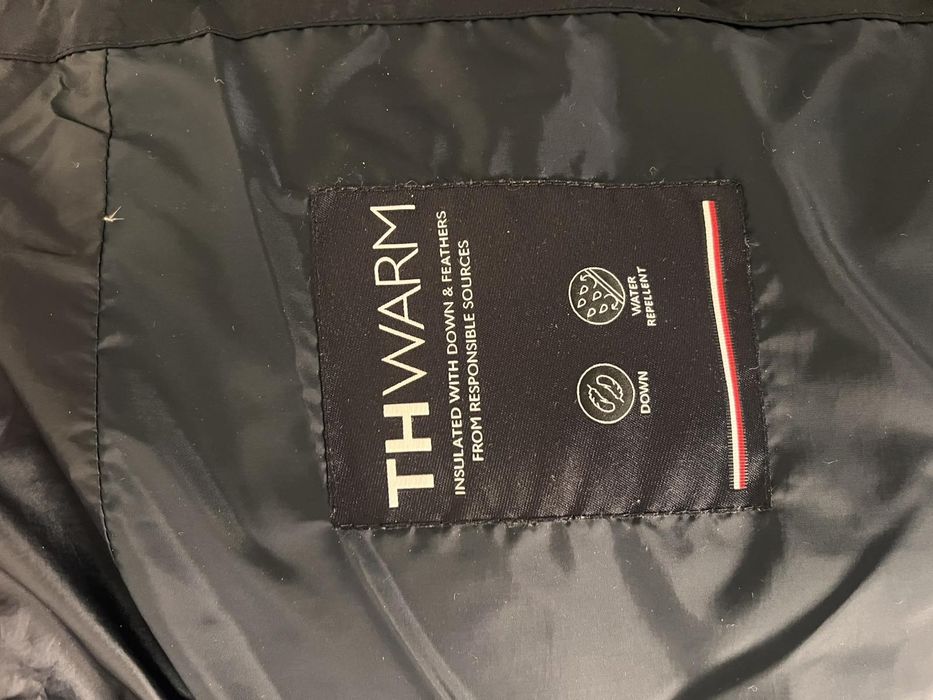 THWARM
INSULATED WITH DOWN & FEATHERS
FROM RESPONSIBLE SOURCES
DOWN
WATER
REPELLENT